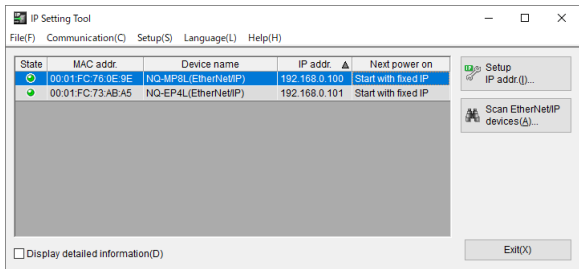 IP Setting Tool
File(F) Communication(C) Setup(S) Language(L) Help(H)
State MAC addr. Device name IP addr. Next power on
00:01:FC:76:0E:9E NQ-MP8L(EtherNet/IP) 192.168.0.100 Start with fixed IP
00:01:FC:73:AB:A5 NQ-EP4L(EtherNet/IP) 192.168.0.101 Start with fixed IP
Setup
IP addr.(I)...
Scan EtherNet/IP
devices(A)...
Display detailed information(D)
Exit(X)